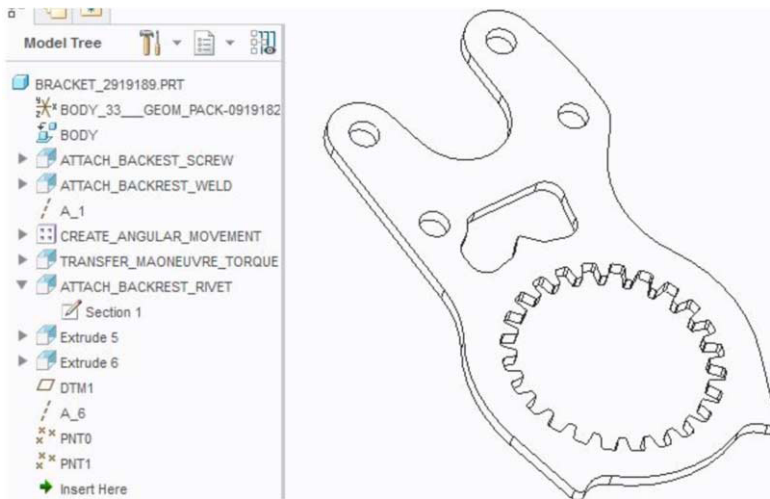 Model Tree
BRACKET_2919189.PRT
BODY_33___GEOM_PACK-0919182
BODY
ATTACH_BACKEST_SCREW
ATTACH_BACKREST_WELD
A_1
CREATE_ANGULAR_MOVEMENT
TRANSFER_MAONEUVRE_TORQUE
ATTACH_BACKREST_RIVET
Section 1
Extrude 5
Extrude 6
DTM1
A_6
PNT0
PNT1
Insert Here